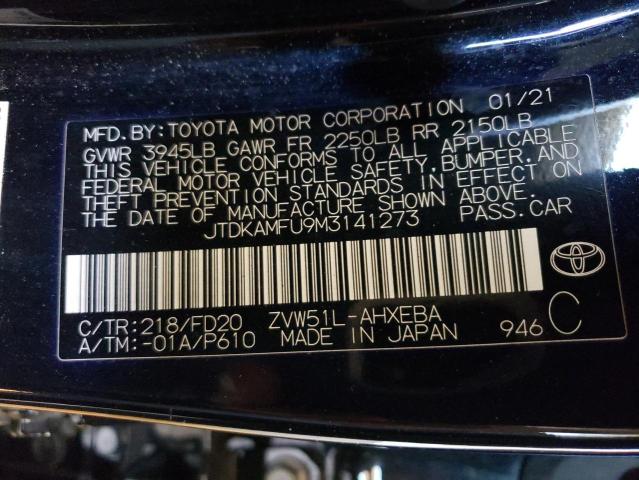 MFD. BY: TOYOTA MOTOR CORPORATION 01/21
GVWR 3945LB GAWR FR 2250LB RR 2150LB
THIS VEHICLE CONFORMS TO ALL APPLICABLE
FEDERAL MOTOR VEHICLE SAFETY, BUMPER, AND
THEFT PREVENTION STANDARDS IN EFFECT ON
THE DATE OF MANUFACTURE SHOWN ABOVE.
JTDKAMFU9M3141273 PASS. CAR
C/TR: 218/FD20 ZVW51L-AHXEBA
A/TM: -01A/P610 MADE IN JAPAN 946 C